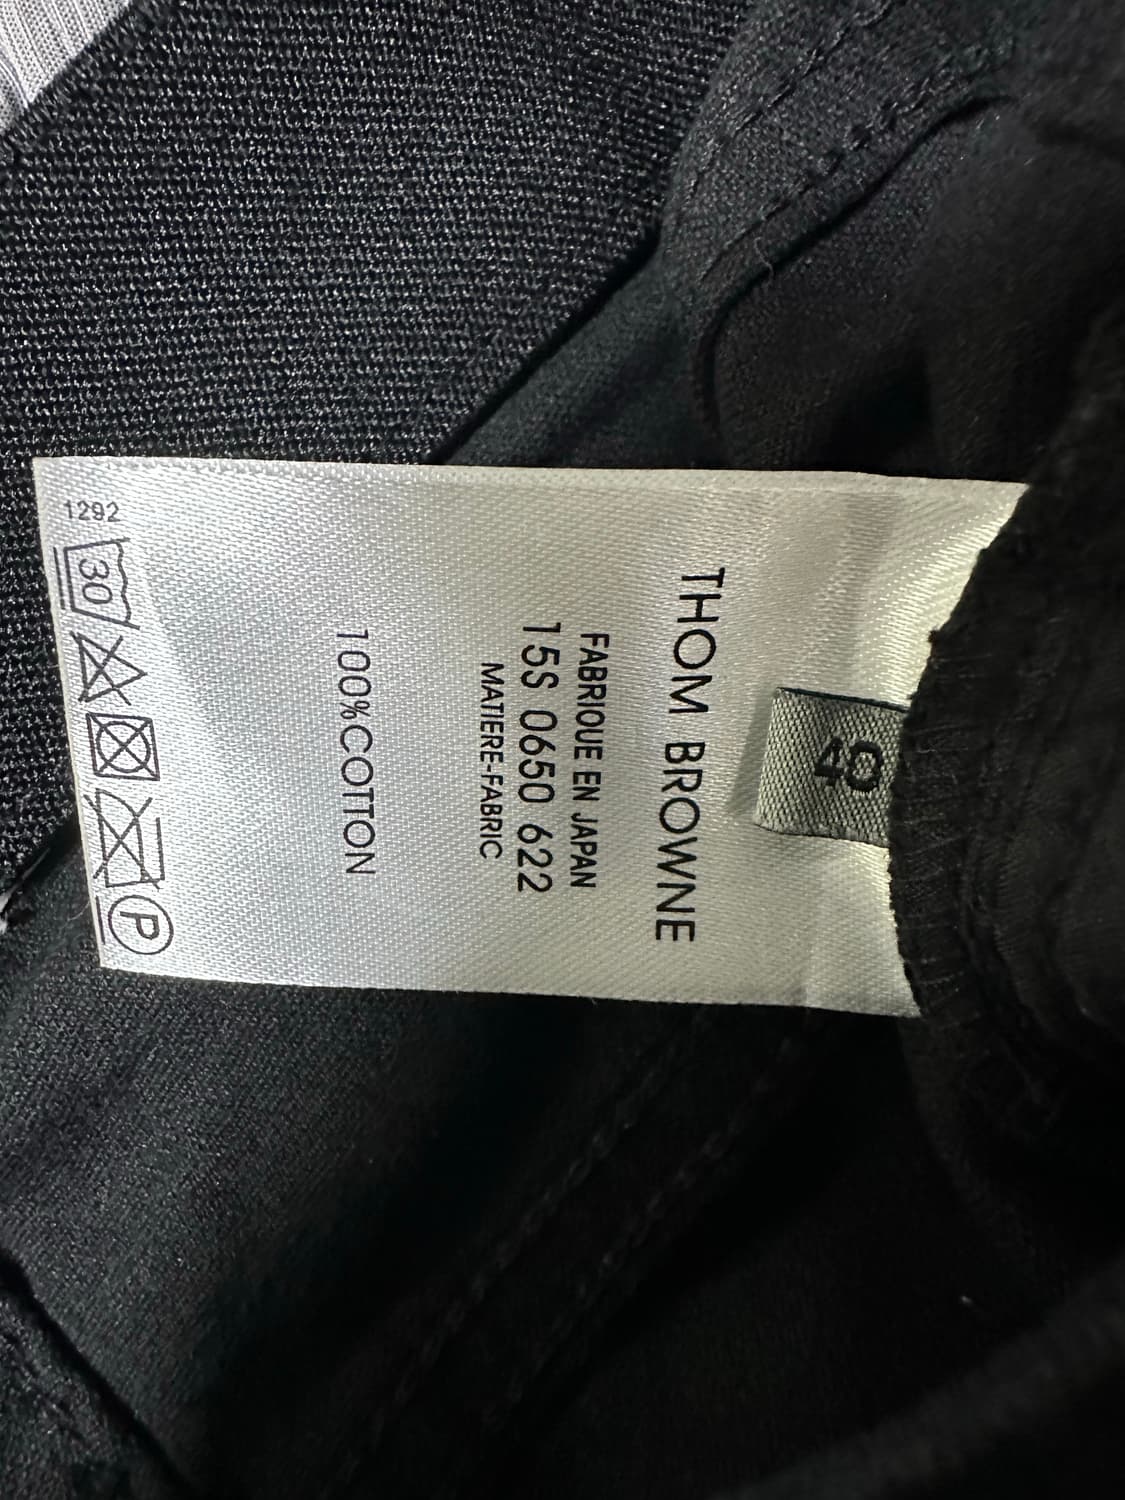 40
THOM BROWNE
FABRIQUE EN JAPAN
15S 0650 622
MATIERE-FABRIC
100%COTTON
1292
30 P